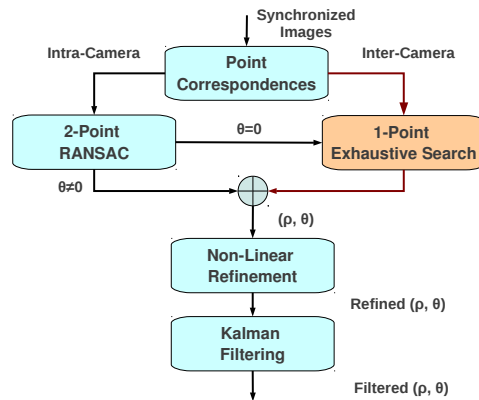 Synchronized
Images
Intra-Camera
Inter-Camera
Point
Correspondences
2-Point
RANSAC
θ=0
1-Point
Exhaustive Search
θ≠0
(ρ, θ)
Non-Linear
Refinement
Refined (ρ, θ)
Kalman
Filtering
Filtered (ρ, θ)